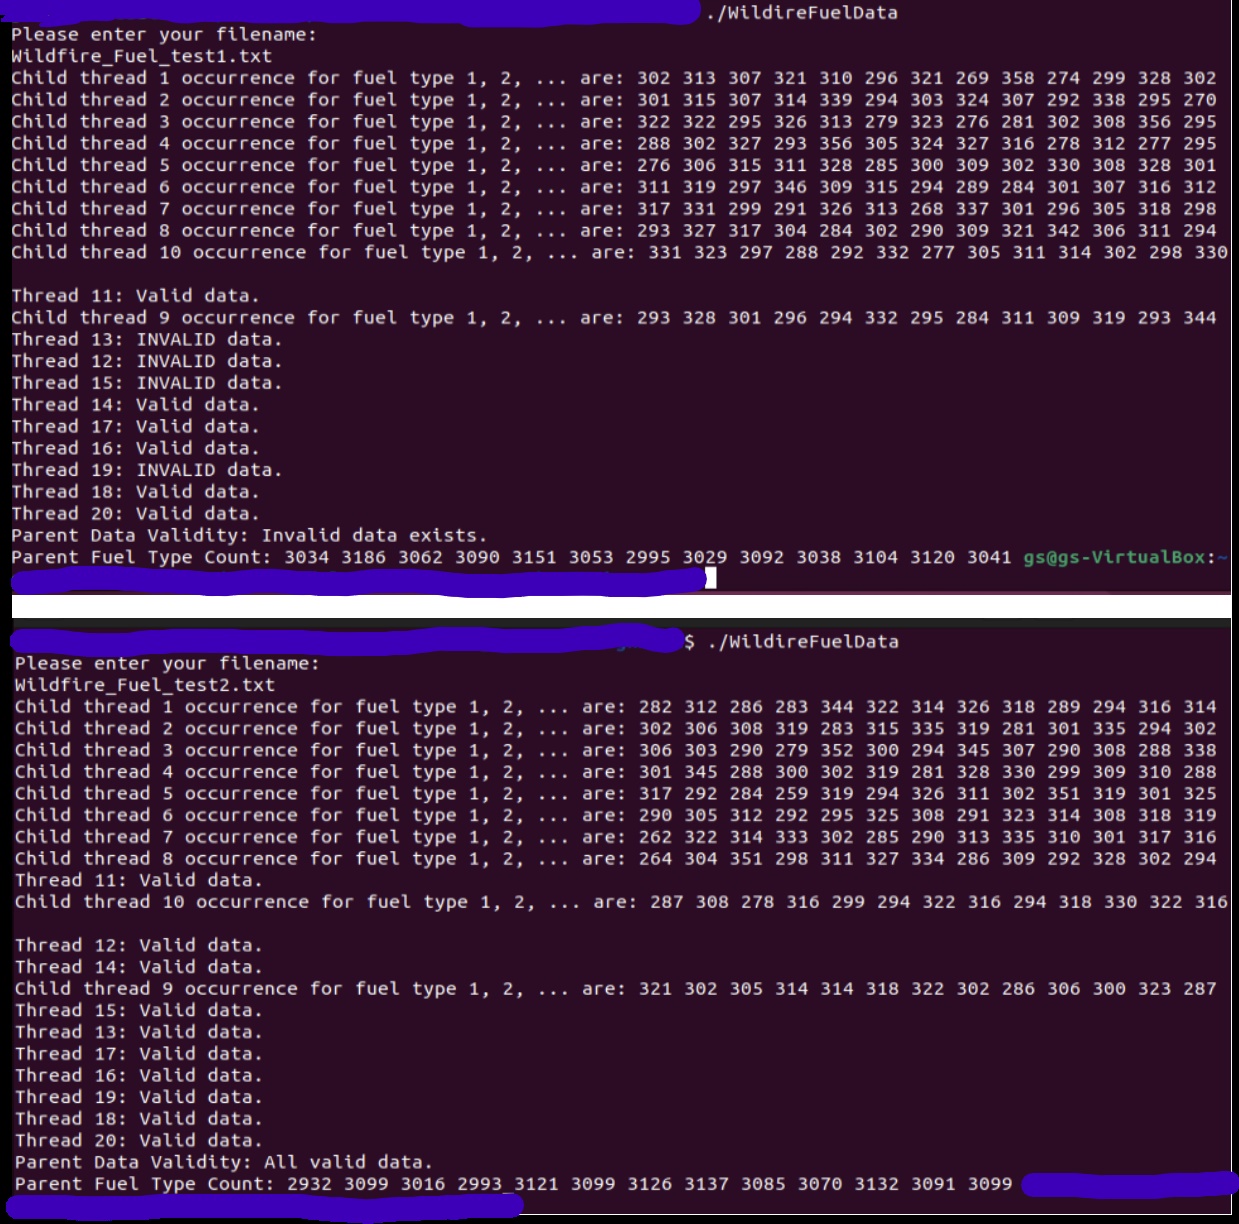 ./WildireFuelData
Please enter your filename:
Wildfire_Fuel_test1.txt
Child thread 1 occurrence for fuel type 1, 2, ... are: 302 313 307 321 310 296 321 269 358 274 299 328 302
Child thread 2 occurrence for fuel type 1, 2, ... are: 301 315 307 314 339 294 303 324 307 292 338 295 270
Child thread 3 occurrence for fuel type 1, 2, ... are: 322 322 295 326 313 279 323 276 281 302 308 356 295
Child thread 4 occurrence for fuel type 1, 2, ... are: 288 302 327 293 356 305 324 327 316 278 312 277 295
Child thread 5 occurrence for fuel type 1, 2, ... are: 276 306 315 311 328 285 300 309 302 330 308 328 301
Child thread 6 occurrence for fuel type 1, 2, ... are: 311 319 297 346 309 315 294 289 284 301 307 316 312
Child thread 7 occurrence for fuel type 1, 2, ... are: 317 331 299 291 326 313 268 337 301 296 305 318 298
Child thread 8 occurrence for fuel type 1, 2, ... are: 293 327 317 304 284 302 290 309 321 342 306 311 294
Child thread 10 occurrence for fuel type 1, 2, ... are: 331 323 297 288 292 332 277 305 311 314 302 298 330
Thread 11: Valid data.
Child thread 9 occurrence for fuel type 1, 2, ... are: 293 328 301 296 294 332 295 284 311 309 319 293 344
Thread 13: INVALID data.
Thread 12: INVALID data.
Thread 15: INVALID data.
Thread 14: Valid data.
Thread 17: Valid data.
Thread 16: Valid data.
Thread 19: INVALID data.
Thread 18: Valid data.
Thread 20: Valid data.
Parent Data Validity: Invalid data exists.
Parent Fuel Type Count: 3034 3186 3062 3090 3151 3053 2995 3029 3092 3038 3104 3120 3041 gs@gs-VirtualBox:~
$ ./WildireFuelData
Please enter your filename:
Wildfire_Fuel_test2.txt
Child thread 1 occurrence for fuel type 1, 2, ... are: 282 312 286 283 344 322 314 326 318 289 294 316 314
Child thread 2 occurrence for fuel type 1, 2, ... are: 302 306 308 319 283 315 335 319 281 301 335 294 302
Child thread 3 occurrence for fuel type 1, 2, ... are: 306 303 290 279 352 300 294 345 307 290 308 288 338
Child thread 4 occurrence for fuel type 1, 2, ... are: 301 345 288 300 302 319 281 328 330 299 309 310 288
Child thread 5 occurrence for fuel type 1, 2, ... are: 317 292 284 259 319 294 326 311 302 351 319 301 325
Child thread 6 occurrence for fuel type 1, 2, ... are: 290 305 312 292 295 325 308 291 323 314 308 318 319
Child thread 7 occurrence for fuel type 1, 2, ... are: 262 322 314 333 302 285 290 313 335 310 301 317 316
Child thread 8 occurrence for fuel type 1, 2, ... are: 264 304 351 298 311 327 334 286 309 292 328 302 294
Thread 11: Valid data.
Child thread 10 occurrence for fuel type 1, 2, ... are: 287 308 278 316 299 294 322 316 294 318 330 322 316
Thread 12: Valid data.
Thread 14: Valid data.
Child thread 9 occurrence for fuel type 1, 2, ... are: 321 302 305 314 314 318 322 302 286 306 300 323 287
Thread 15: Valid data.
Thread 13: Valid data.
Thread 17: Valid data.
Thread 16: Valid data.
Thread 19: Valid data.
Thread 18: Valid data.
Thread 20: Valid data.
Parent Data Validity: All valid data.
Parent Fuel Type Count: 2932 3099 3016 2993 3121 3099 3126 3137 3085 3070 3132 3091 3099